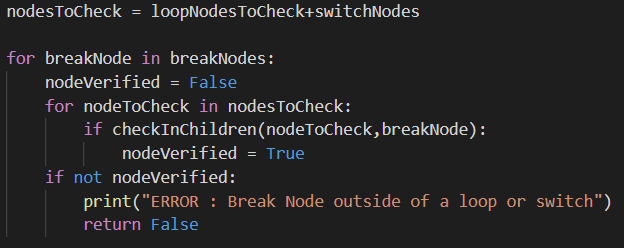 nodesToCheck = loopNodesToCheck+switchNodes
for breakNode in breakNodes:
    nodeVerified = False
    for nodeToCheck in nodesToCheck:
        if checkInChildren(nodeToCheck,breakNode):
            nodeVerified = True
    if not nodeVerified:
        print("ERROR : Break Node outside of a loop or switch")
        return False